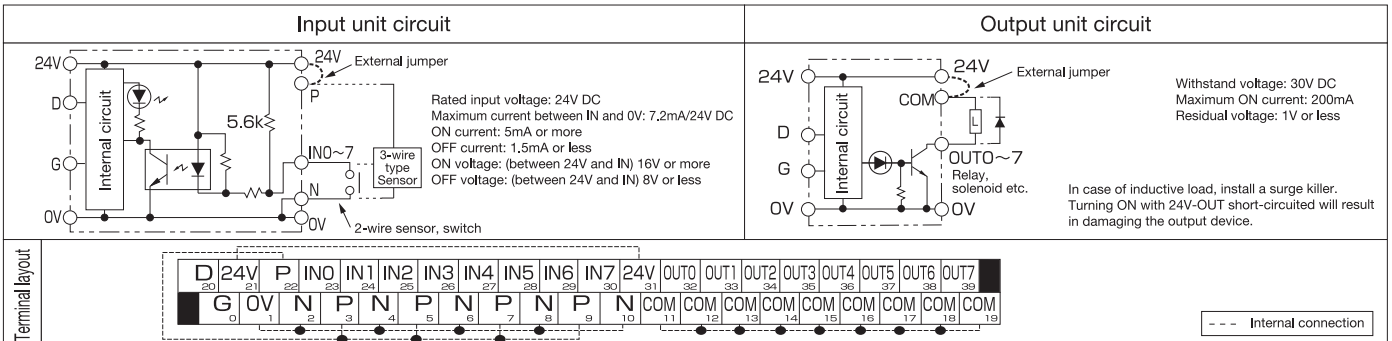 Input unit circuit
Output unit circuit
24V
24V
External jumper
P
D
Internal circuit
5.6k
G
IN0~7
3-wire
type
Sensor
N
0V
0V
2-wire sensor, switch
Rated input voltage: 24V DC
Maximum current between IN and 0V: 7.2mA/24V DC
ON current: 5mA or more
OFF current: 1.5mA or less
ON voltage: (between 24V and IN) 16V or more
OFF voltage: (between 24V and IN) 8V or less
24V
24V
External jumper
COM
L
D
Internal circuit
G
OUT0~7
Relay,
solenoid etc.
0V
0V
Withstand voltage: 30V DC
Maximum ON current: 200mA
Residual voltage: 1V or less
In case of inductive load, install a surge killer.
Turning ON with 24V-OUT short-circuited will result
in damaging the output device.
Terminal layout
D 24V P IN0 IN1 IN2 IN3 IN4 IN5 IN6 IN7 24V OUT0 OUT1 OUT2 OUT3 OUT4 OUT5 OUT6 OUT7
20 21 22 23 24 25 26 27 28 29 30 31 32 33 34 35 36 37 38 39
G 0V N P N P N P N P N COM COM COM COM COM COM COM COM COM
0 1 2 3 4 5 6 7 8 9 10 11 12 13 14 15 16 17 18 19
Internal connection